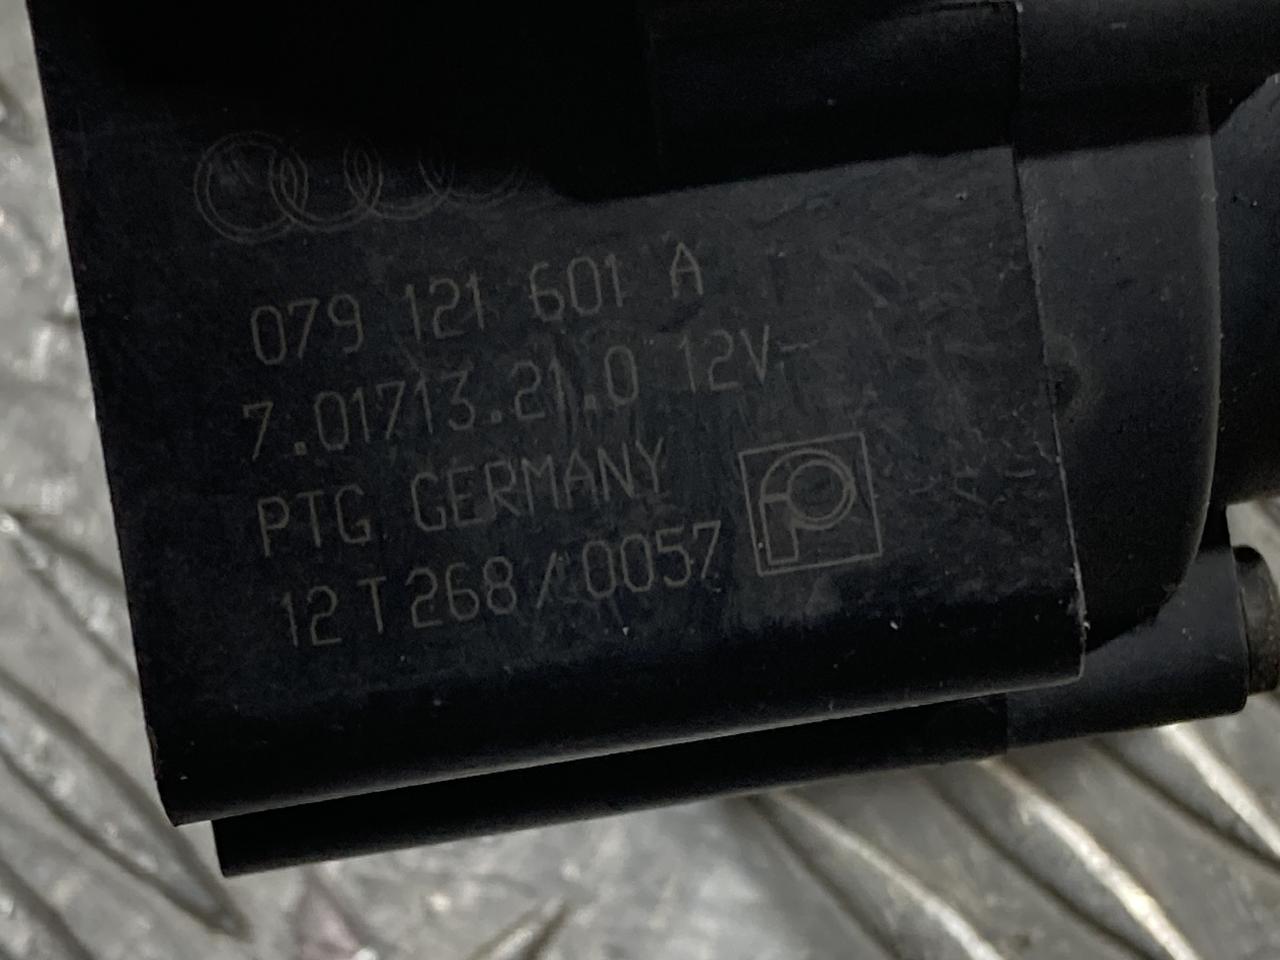 079 121 601 A
7.01713.21.0 12V-
PTG GERMANY
12 T 268/0057